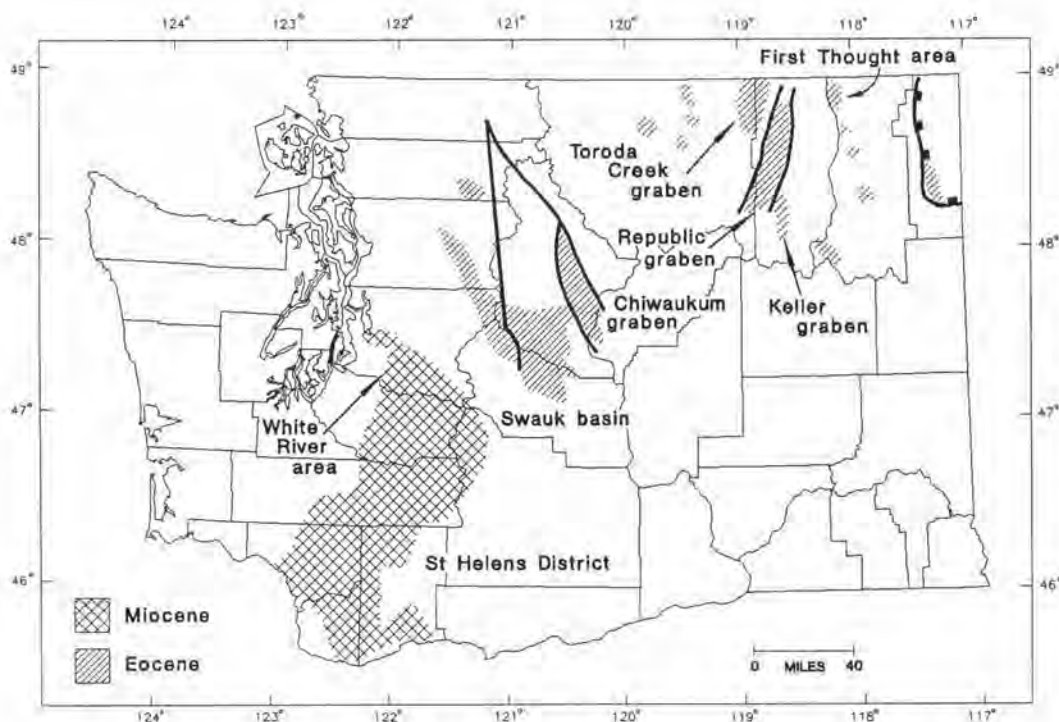 124° 123° 122° 121° 120° 119° 118° 117°
49° 49°
First Thought area
Toroda
Creek
graben
48° 48°
Republic
graben
Chiwaukum
graben
Keller
graben
47° 47°
White
River
area
Swauk basin
St Helens District
46° 46°
Miocene
Eocene
0 MILES 40
124° 123° 122° 121° 120° 119° 118° 117°